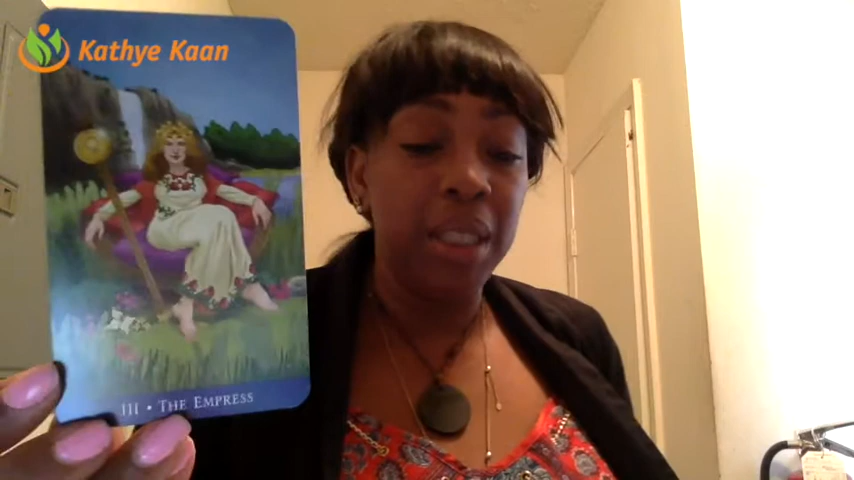 Kathye Kaan
III • THE EMPRESS